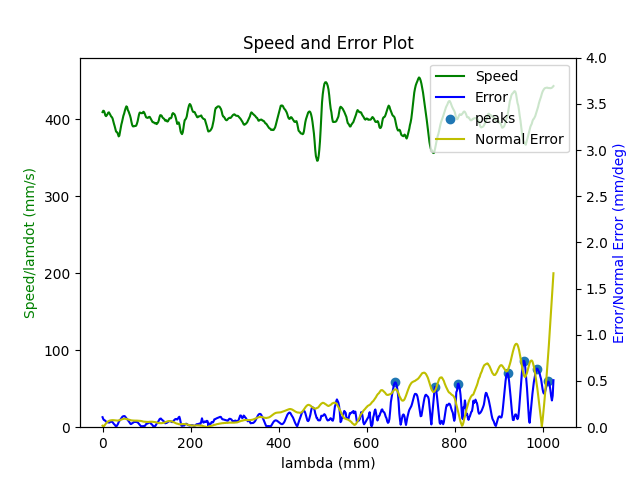 Speed and Error Plot
Speed
Error
peaks
Normal Error
Speed/lamdot (mm/s)
400
300
200
100
0
4.0
3.5
3.0
2.5
2.0
1.5
1.0
0.5
0.0
Error/Normal Error (mm/deg)
0 200 400 600 800 1000
lambda (mm)